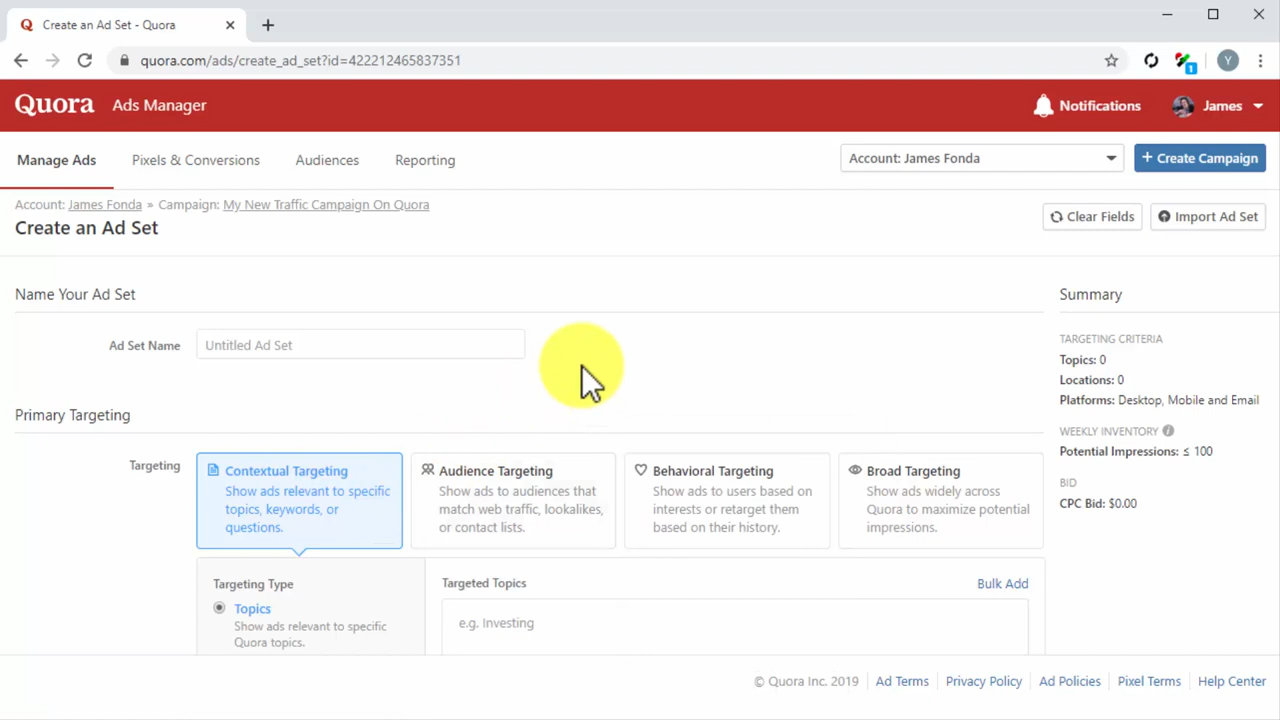 Create an Ad Set - Quora
quora.com/ads/create_ad_set?id=422212465837351
1
Y
Quora Ads Manager
Notifications
James
Manage Ads
Pixels & Conversions
Audiences
Reporting
Account: James Fonda
+ Create Campaign
Account: James Fonda » Campaign: My New Traffic Campaign On Quora
Create an Ad Set
Clear Fields
Import Ad Set
Name Your Ad Set
Ad Set Name
Untitled Ad Set
Primary Targeting
Targeting
Contextual Targeting
Show ads relevant to specific
topics, keywords, or
questions.
Audience Targeting
Show ads to audiences that
match web traffic, lookalikes,
or contact lists.
Behavioral Targeting
Show ads to users based on
interests or retarget them
based on their history.
Broad Targeting
Show ads widely across
Quora to maximize potential
impressions.
Targeting Type
Topics
Show ads relevant to specific
Quora topics.
Targeted Topics
Bulk Add
e.g. Investing
Summary
TARGETING CRITERIA
Topics: 0
Locations: 0
Platforms: Desktop, Mobile and Email
WEEKLY INVENTORY
Potential Impressions: ≤ 100
BID
CPC Bid: $0.00
© Quora Inc. 2019
Ad Terms
Privacy Policy
Ad Policies
Pixel Terms
Help Center